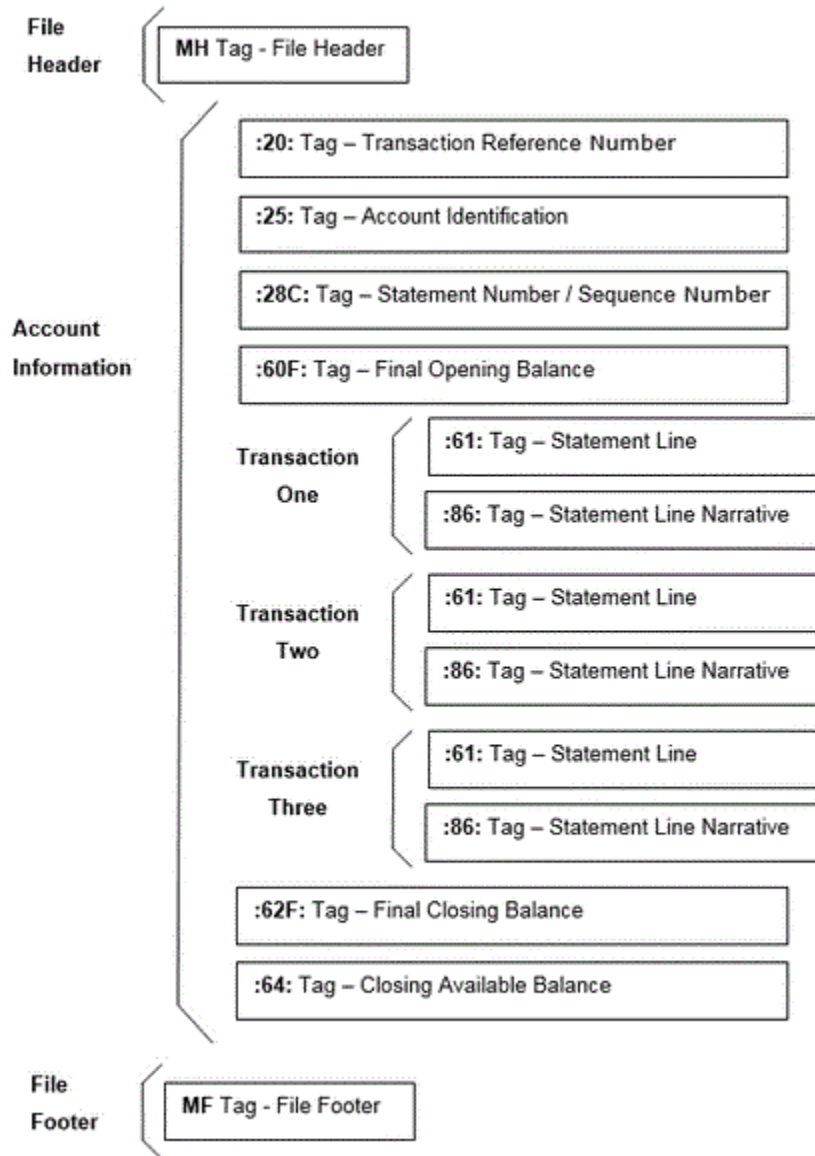 File
Header
MH Tag - File Header
:20: Tag – Transaction Reference Number
:25: Tag – Account Identification
:28C: Tag – Statement Number / Sequence Number
Account
Information
:60F: Tag – Final Opening Balance
Transaction
One
:61: Tag – Statement Line
:86: Tag – Statement Line Narrative
Transaction
Two
:61: Tag – Statement Line
:86: Tag – Statement Line Narrative
Transaction
Three
:61: Tag – Statement Line
:86: Tag – Statement Line Narrative
:62F: Tag – Final Closing Balance
:64: Tag – Closing Available Balance
File
Footer
MF Tag - File Footer